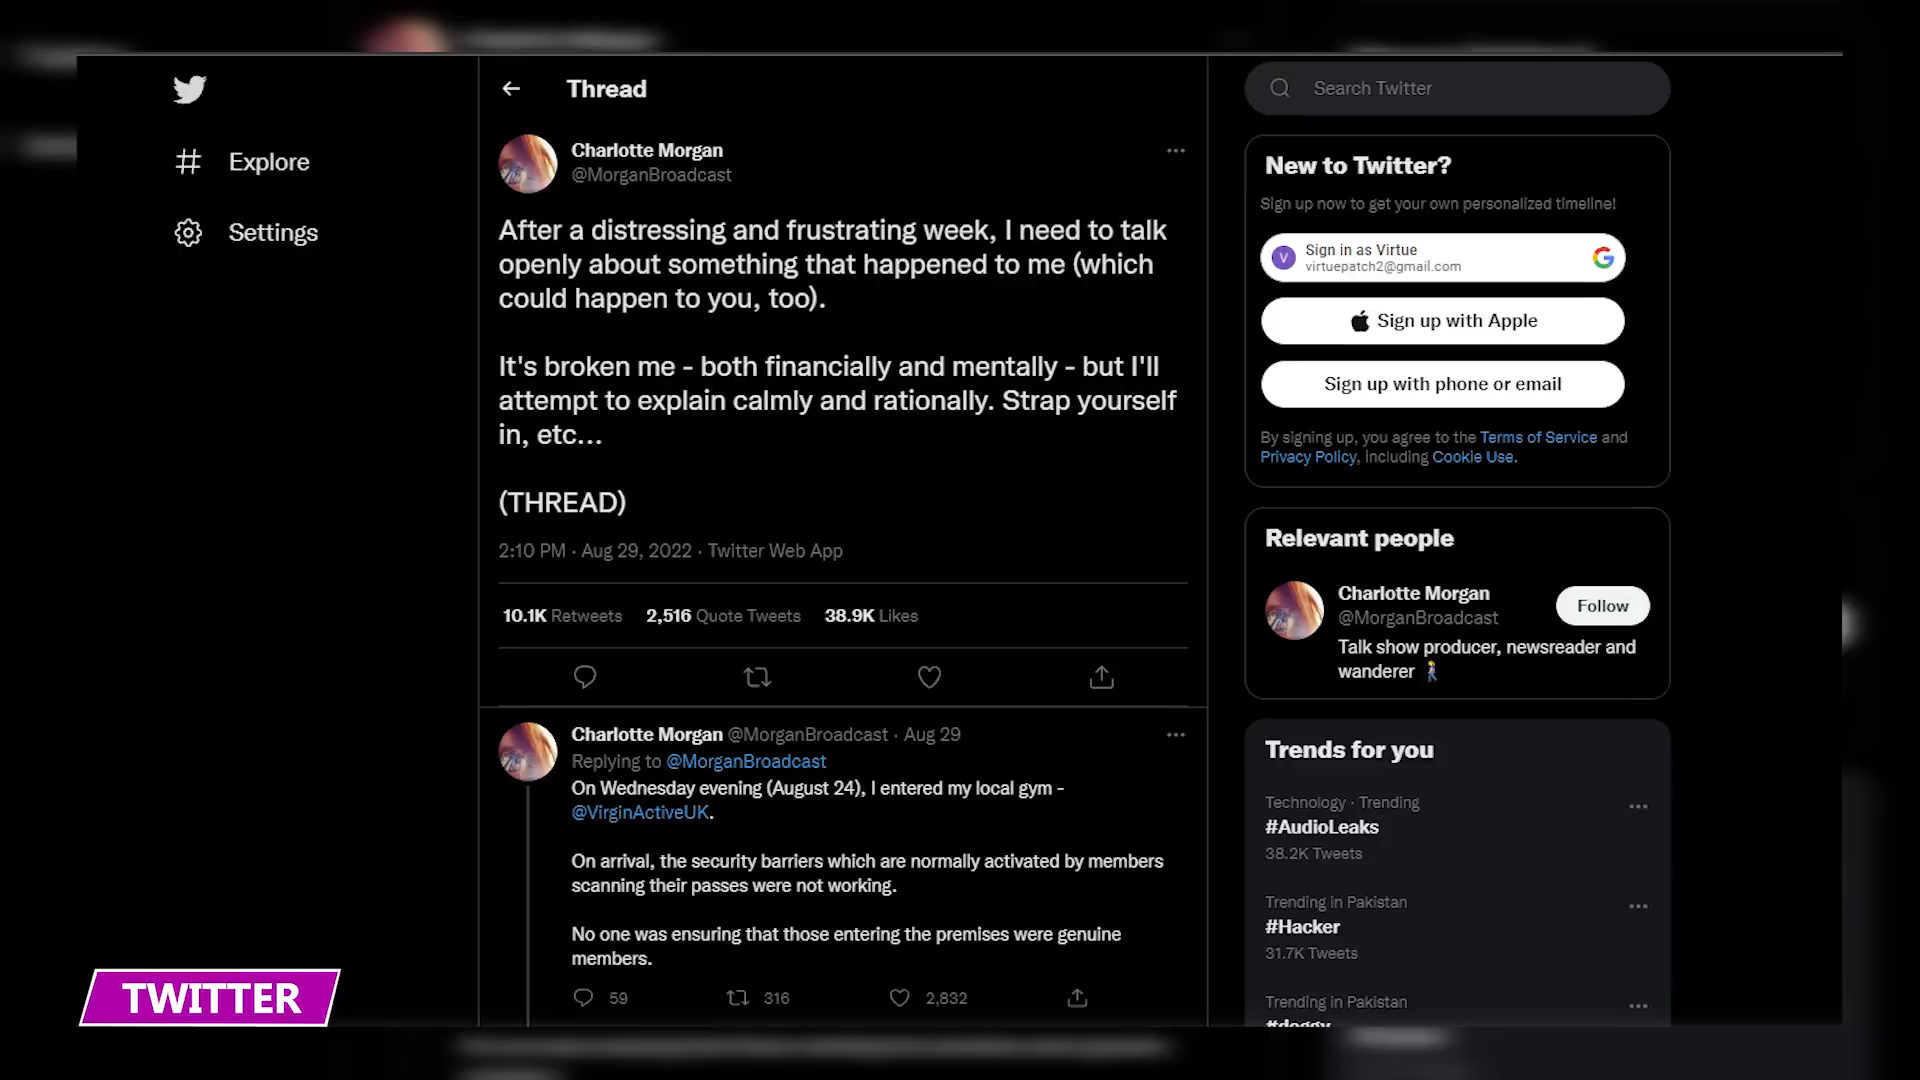 Explore
Settings
Thread
Charlotte Morgan
@MorganBroadcast
After a distressing and frustrating week, I need to talk
openly about something that happened to me (which
could happen to you, too).
It's broken me - both financially and mentally - but I'll
attempt to explain calmly and rationally. Strap yourself
in, etc...
(THREAD)
2:10 PM · Aug 29, 2022 · Twitter Web App
10.1K Retweets 2,516 Quote Tweets 38.9K Likes
Charlotte Morgan @MorganBroadcast · Aug 29
Replying to @MorganBroadcast
On Wednesday evening (August 24), I entered my local gym -
@VirginActiveUK.
On arrival, the security barriers which are normally activated by members
scanning their passes were not working.
No one was ensuring that those entering the premises were genuine
members.
59 316 2,832
Search Twitter
New to Twitter?
Sign up now to get your own personalized timeline!
V
Sign in as Virtue
virtuepatch2@gmail.com
Sign up with Apple
Sign up with phone or email
By signing up, you agree to the Terms of Service and
Privacy Policy, including Cookie Use.
Relevant people
Charlotte Morgan
@MorganBroadcast
Follow
Talk show producer, newsreader and
wanderer
Trends for you
Technology · Trending
#AudioLeaks
38.2K Tweets
Trending in Pakistan
#Hacker
31.7K Tweets
Trending in Pakistan
TWITTER